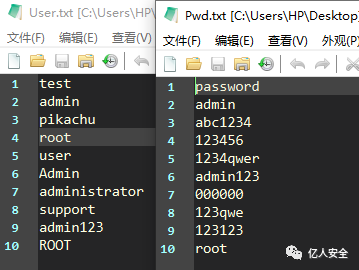 User.txt [C:\Users\HP\
文件(F) 编辑(E) 查看(V)
1 test
2 admin
3 pikachu
4 root
5 user
6 Admin
7 administrator
8 support
9 admin123
10 ROOT
Pwd.txt [C:\Users\HP\Desktop
文件(F) 编辑(E) 查看(V) 外观(P)
1 password
2 admin
3 abc1234
4 123456
5 1234qwer
6 admin123
7 000000
8 123qwe
9 123123
10 root
亿人安全